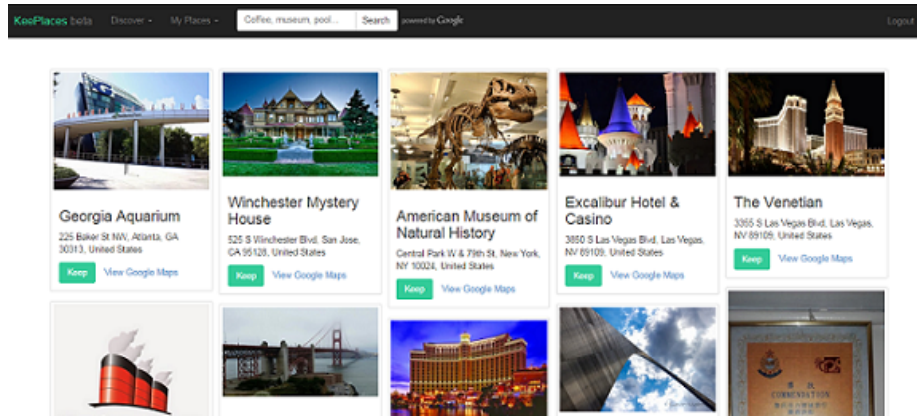 KeePlaces beta Discover My Places Coffee, museum, pool... Search powered by Google Logout
Georgia Aquarium
225 Baker St NW, Atlanta, GA
30313, United States
Keep View Google Maps
Winchester Mystery
House
525 S Winchester Blvd, San Jose,
CA 95128, United States
Keep View Google Maps
American Museum of
Natural History
Central Park W & 79th St, New York,
NY 10024, United States
Keep View Google Maps
Excalibur Hotel &
Casino
3850 S Las Vegas Blvd, Las Vegas,
NV 89109, United States
Keep View Google Maps
The Venetian
3355 S Las Vegas Blvd, Las Vegas,
NV 89109, United States
Keep View Google Maps
COMMENDATION